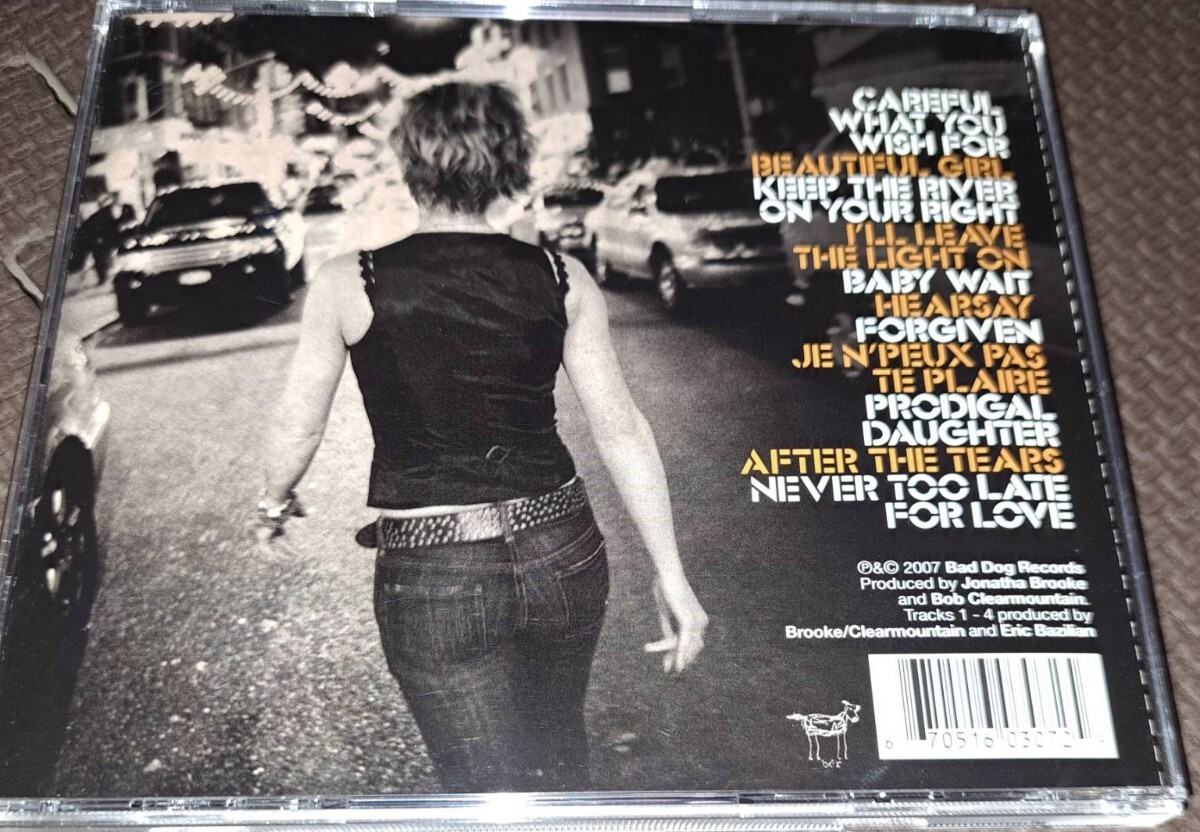 CAREFUL
WHAT YOU
WISH FOR
BEAUTIFUL GIRL
KEEP THE RIVER
ON YOUR RIGHT
I'LL LEAVE
THE LIGHT ON
BABY WAIT
HEARSAY
FORGIVEN
JE N'PEUX PAS
TE PLAIRE
PRODIGAL
DAUGHTER
AFTER THE TEARS
NEVER TOO LATE
FOR LOVE
℗&© 2007 Bad Dog Records
Produced by Jonatha Brooke
and Bob Clearmountain.
Tracks 1 - 4 produced by
Brooke/Clearmountain and Eric Bazilian
bdr
6 70516 03072